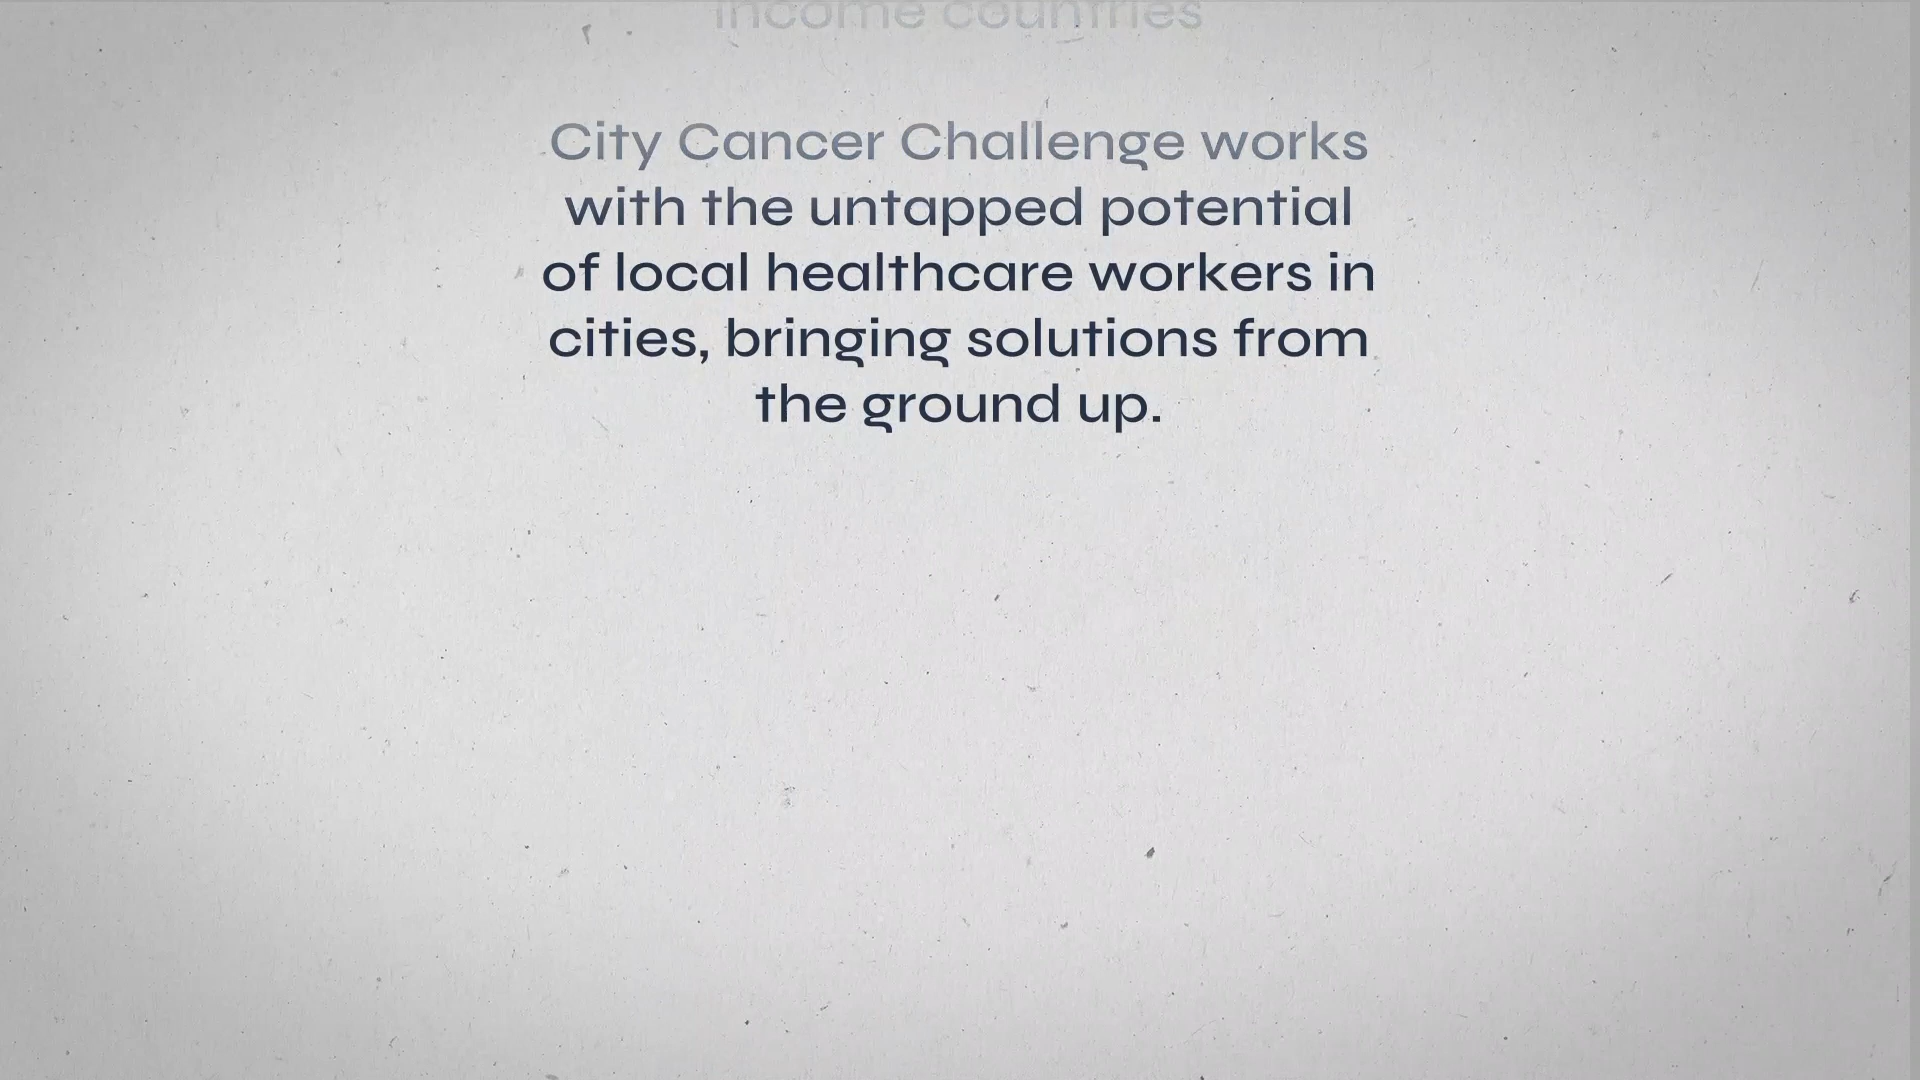 income countries
City Cancer Challenge works
with the untapped potential
of local healthcare workers in
cities, bringing solutions from
the ground up.